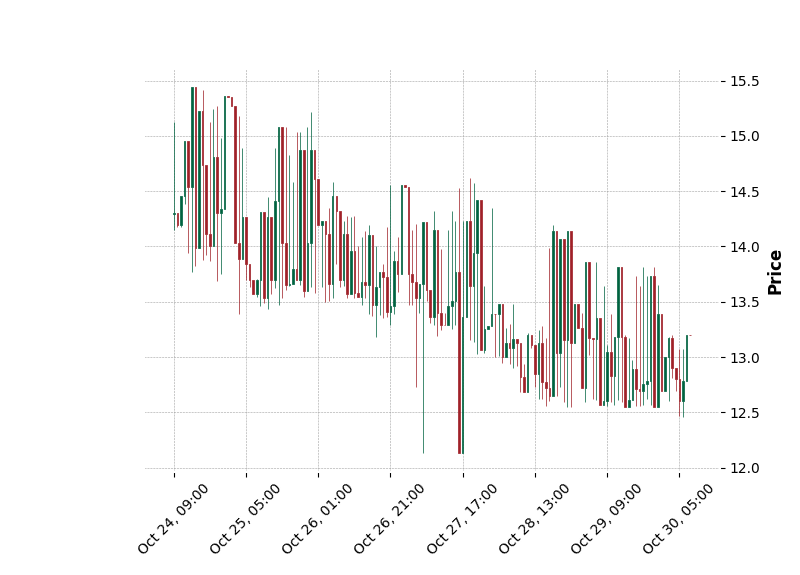 15.5
15.0
14.5
14.0
13.5
13.0
12.5
12.0
Price
Oct 24, 09:00
Oct 25, 05:00
Oct 26, 01:00
Oct 26, 21:00
Oct 27, 17:00
Oct 28, 13:00
Oct 29, 09:00
Oct 30, 05:00